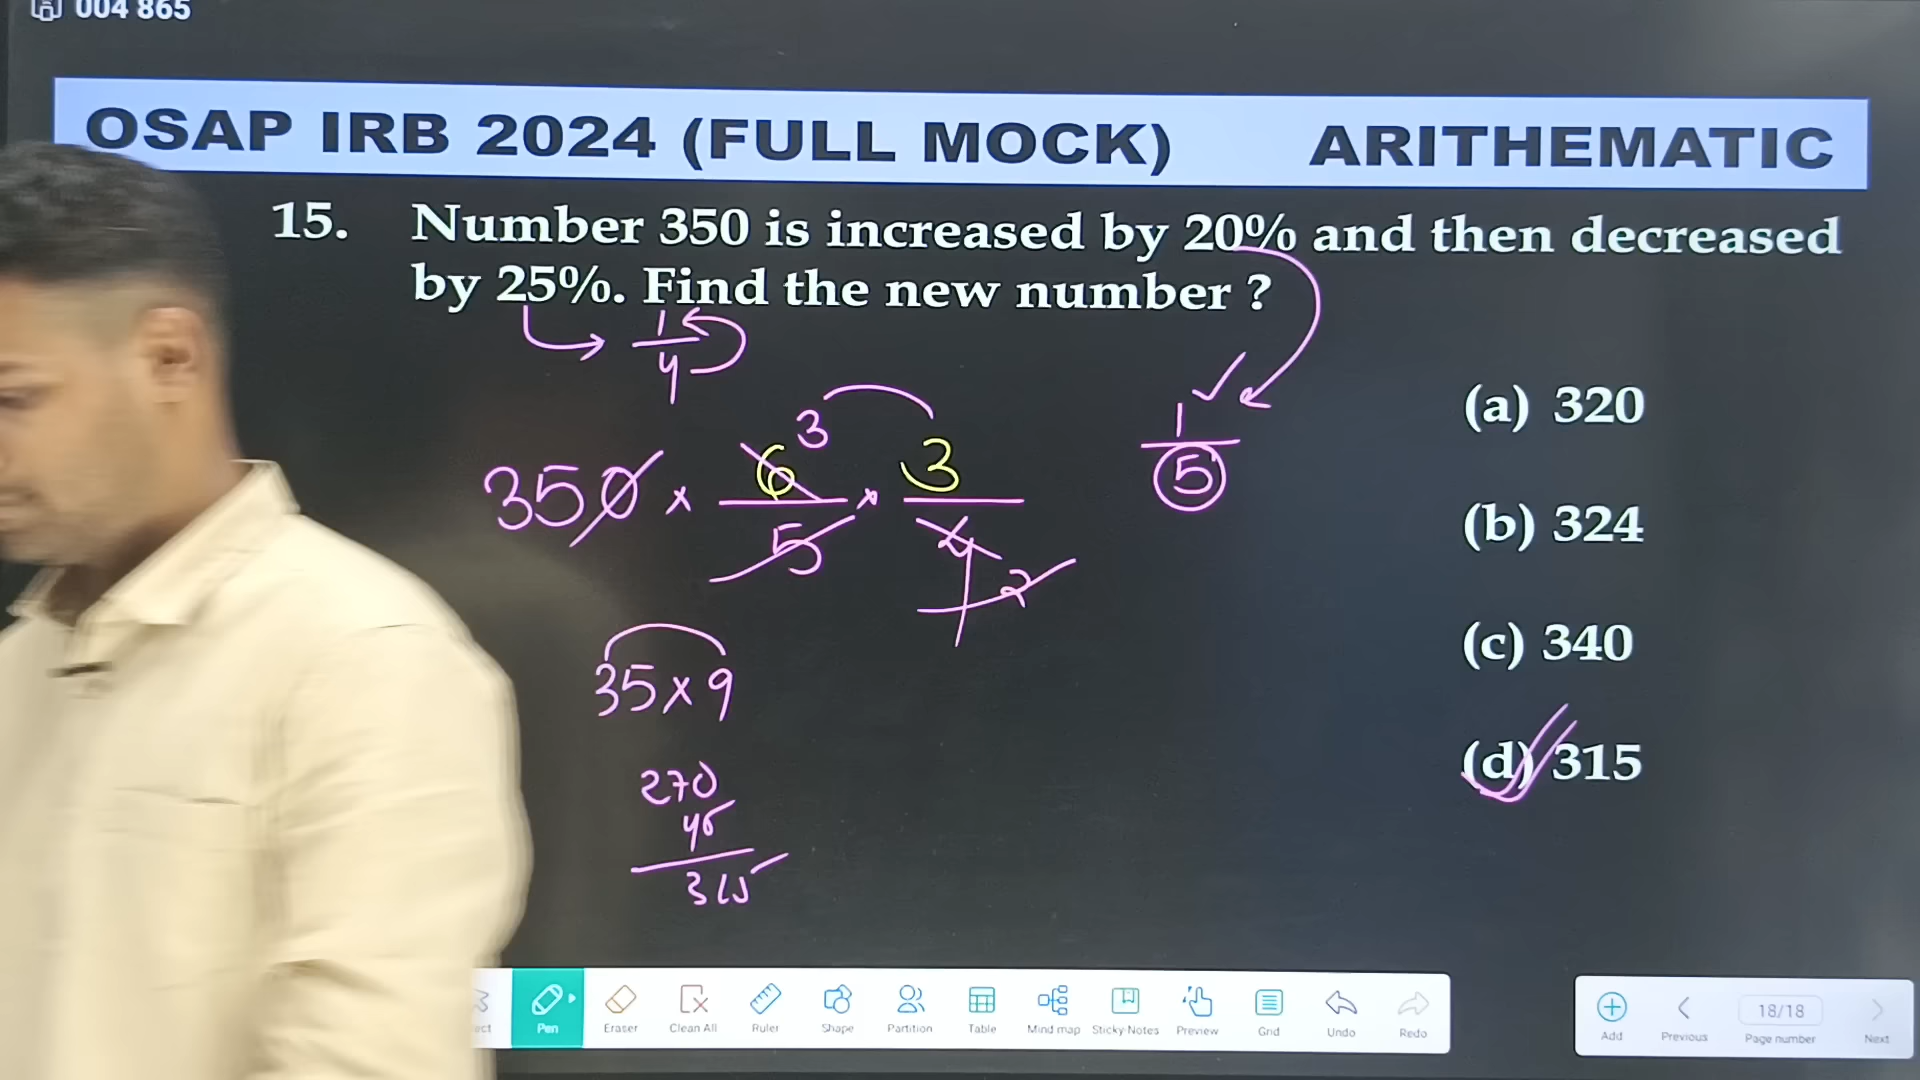 004 865
OSAP IRB 2024 (FULL MOCK) ARITHEMATIC
15. Number 350 is increased by 20% and then decreased
by 25%. Find the new number ?
1/4
1/5
350 × 6/5 × 3/4
3
2
35 × 9
270
45
315
(a) 320
(b) 324
(c) 340
(d) 315
ect Pen Eraser Clean All Ruler Shape Partition Table Mind map Sticky Notes Preview Grid Undo Redo
Add Previous 18/18 Page number Next